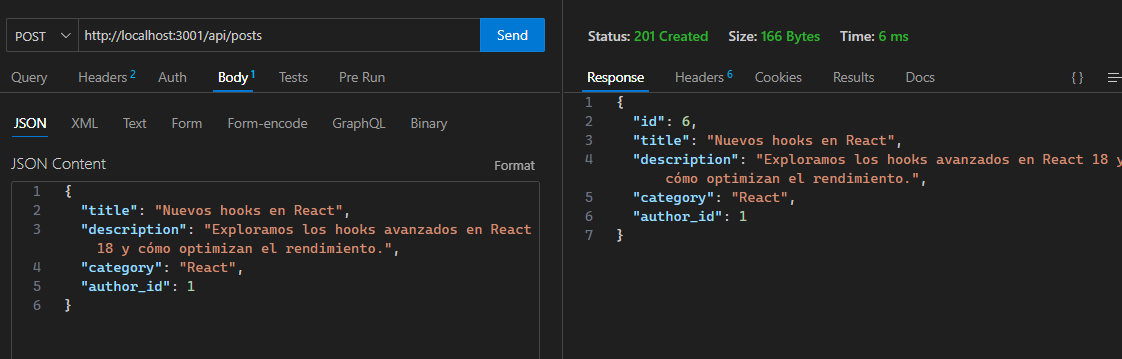 POST http://localhost:3001/api/posts Send
Query Headers 2 Auth Body 1 Tests Pre Run
JSON XML Text Form Form-encode GraphQL Binary
JSON Content Format
1 {
2 "title": "Nuevos hooks en React",
3 "description": "Exploramos los hooks avanzados en React
18 y cómo optimizan el rendimiento.",
4 "category": "React",
5 "author_id": 1
6 }
Status: 201 Created Size: 166 Bytes Time: 6 ms
Response Headers 6 Cookies Results Docs { }
1 {
2 "id": 6,
3 "title": "Nuevos hooks en React",
4 "description": "Exploramos los hooks avanzados en React 18 y
cómo optimizan el rendimiento.",
5 "category": "React",
6 "author_id": 1
7 }